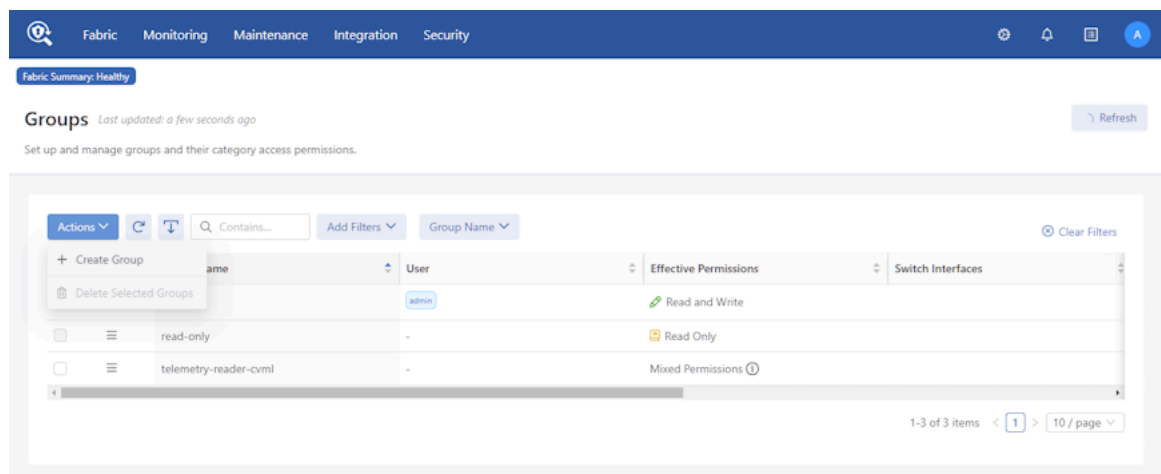 Fabric Monitoring Maintenance Integration Security A
Fabric Summary: Healthy
Groups Last updated: a few seconds ago Refresh
Set up and manage groups and their category access permissions.
Actions Contains... Add Filters Group Name Clear Filters
+ Create Group
ame User Effective Permissions Switch Interfaces
Delete Selected Groups
admin Read and Write
read-only - Read Only
telemetry-reader-cvml - Mixed Permissions
1-3 of 3 items < 1 > 10 / page